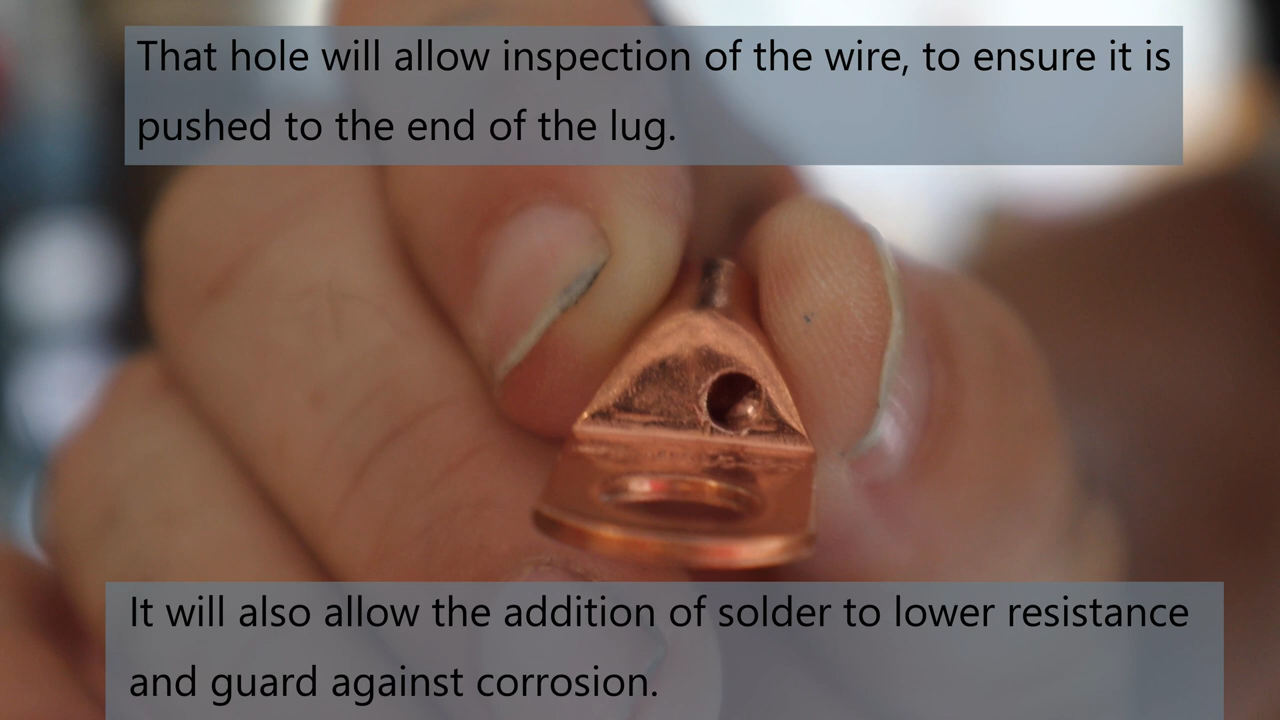 That hole will allow inspection of the wire, to ensure it is
pushed to the end of the lug.
It will also allow the addition of solder to lower resistance
and guard against corrosion.